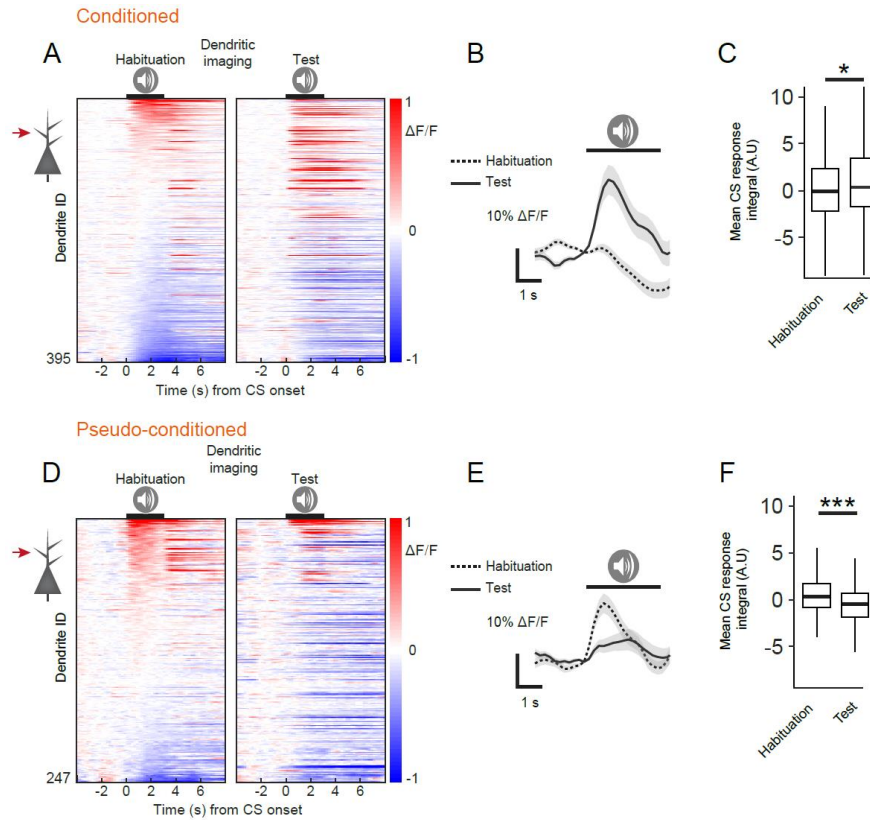 Conditioned
A
Habituation
Dendritic
imaging
Test
1
ΔF/F
0
-1
Dendrite ID
395
-2 0 2 4 6
-2 0 2 4 6
Time (s) from CS onset
B
Habituation
Test
10% ΔF/F
1 s
C
*
10
5
0
−5
Mean CS response
integral (A.U)
Habituation
Test
Pseudo-conditioned
D
Habituation
Dendritic
imaging
Test
1
ΔF/F
0
-1
Dendrite ID
247
-2 0 2 4 6
-2 0 2 4 6
Time (s) from CS onset
E
Habituation
Test
10% ΔF/F
1 s
F
***
10
5
0
−5
Mean CS response
integral (A.U)
Habituation
Test